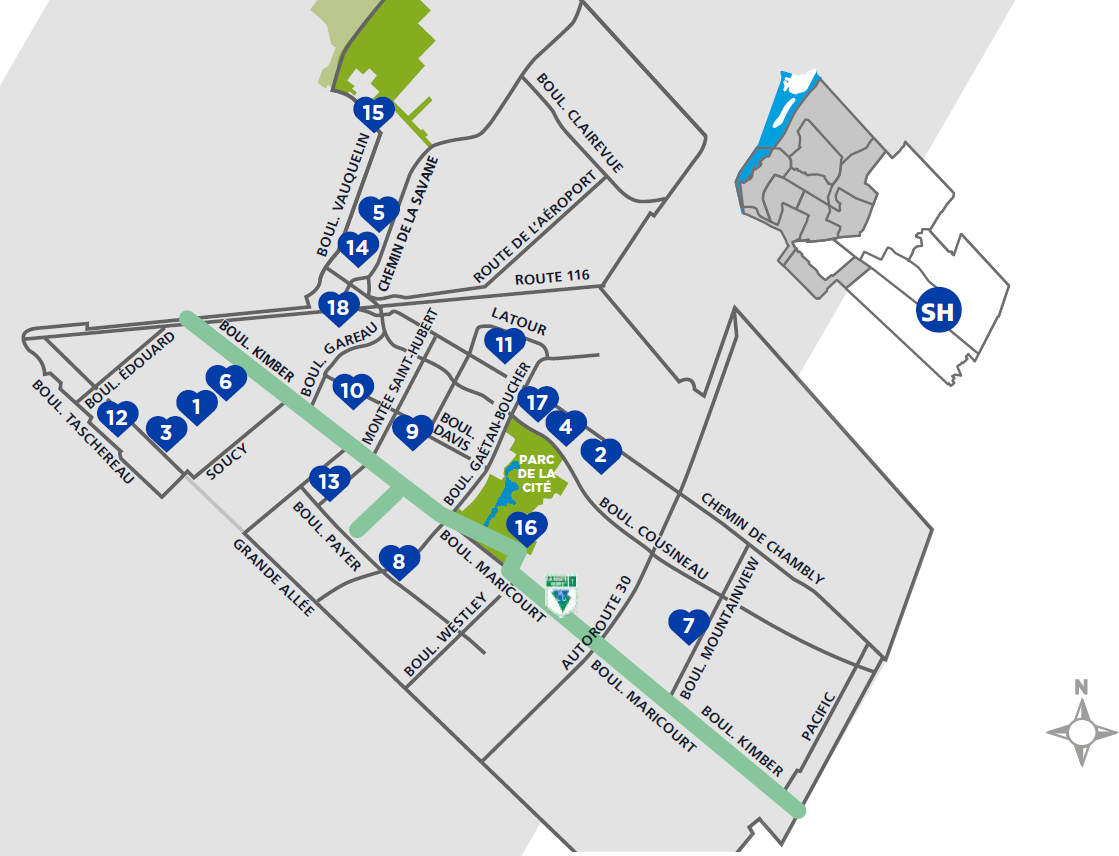 15
BOUL. CLAIREVUE
BOUL. VAUQUELIN
CHEMIN DE LA SAVANE
5
14
ROUTE DE L'AÉROPORT
ROUTE 116
SH
18
BOUL. KIMBER
BOUL. GAREAU
MONTÉE SAINT-HUBERT
LATOUR
11
BOUL. ÉDOUARD
BOUL. TASCHEREAU
6
1
12
3
10
9
BOUL.
DAVIS
BOUL. GAÉTAN-BOUCHER
17
4
2
SOUCY
PARC
DE LA
CITÉ
13
16
BOUL. PAYER
8
GRANDE ALLÉE
BOUL. MARICOURT
BOUL. COUSINEAU
CHEMIN DE CHAMBLY
BOUL. WESTLEY
AUTOROUTE 30
7
BOUL. MOUNTAINVIEW
BOUL. MARICOURT
BOUL. KIMBER
PACIFIC
N